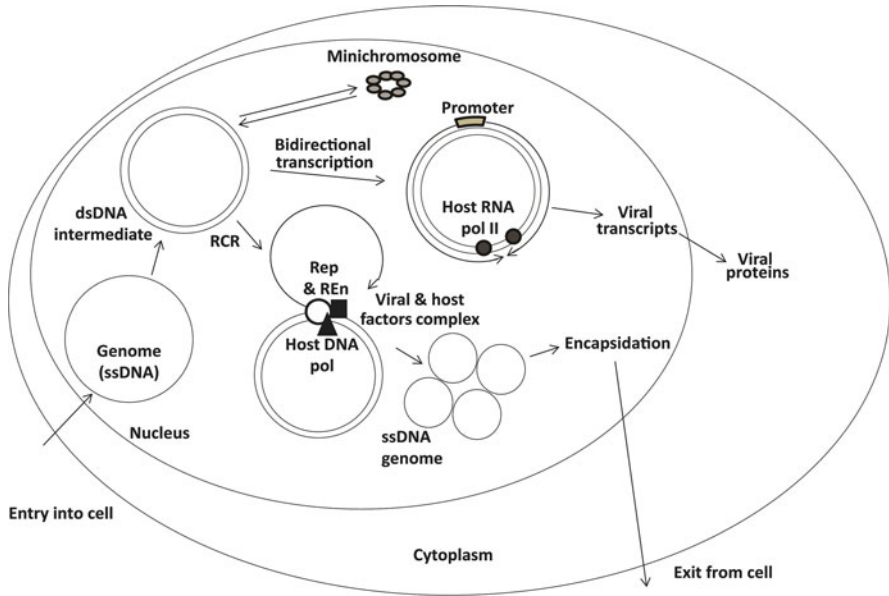 Minichromosome
Promoter
Bidirectional
transcription
Host RNA
pol II
dsDNA
intermediate
RCR
Viral
transcripts
Viral
proteins
Rep
& REn
Viral & host
factors complex
Genome
(ssDNA)
Host DNA
pol
Encapsidation
ssDNA
genome
Nucleus
Entry into cell
Cytoplasm
Exit from cell